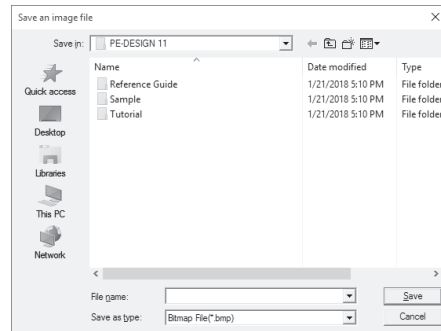 Save an image file
Save in: PE-DESIGN 11
Name Date modified Type
Reference Guide 1/21/2018 5:10 PM File folder
Sample 1/21/2018 5:10 PM File folder
Tutorial 1/21/2018 5:10 PM File folder
Quick access
Desktop
Libraries
This PC
Network
File name: Save
Save as type: Bitmap File(*.bmp) Cancel